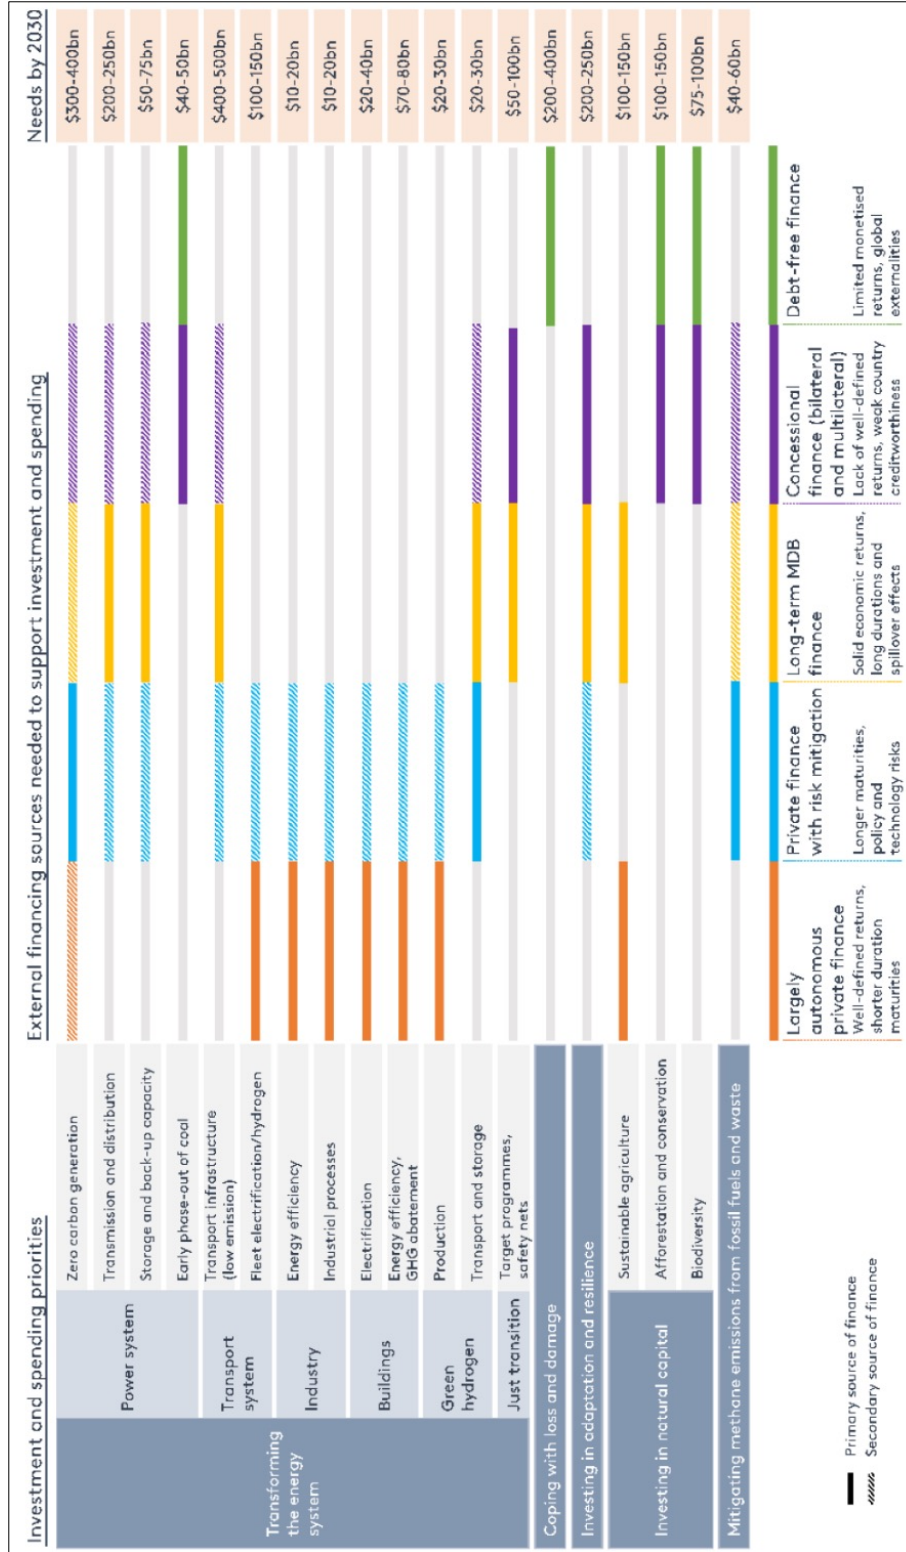 Investment and spending priorities
External financing sources needed to support investment and spending
Needs by 2030
Transforming
the energy
system
Power system
Zero carbon generation
$300-400bn
Transmission and distribution
$200-250bn
Storage and back-up capacity
$50-75bn
Early phase-out of coal
$40-50bn
Transport
system
Transport infrastructure
(low emission)
$400-500bn
Fleet electrification/hydrogen
$100-150bn
Industry
Energy efficiency
$10-20bn
Industrial processes
$10-20bn
Buildings
Electrification
$20-40bn
Energy efficiency,
GHG abatement
$70-80bn
Green
hydrogen
Production
$20-30bn
Transport and storage
$20-30bn
Just transition
Target programmes,
safety nets
$50-100bn
Coping with loss and damage
$200-400bn
Investing in adaptation and resilience
$200-250bn
Investing in natural capital
Sustainable agriculture
$100-150bn
Afforestation and conservation
$100-150bn
Biodiversity
$75-100bn
Mitigating methane emissions from fossil fuels and waste
$40-60bn
Largely
autonomous
private finance
Well-defined returns,
shorter duration
maturities
Private finance
with risk mitigation
Longer maturities,
policy and
technology risks
Long-term MDB
finance
Solid economic returns,
long durations and
spillover effects
Concessional
finance (bilateral
and multilateral)
Lack of well-defined
returns, weak country
creditworthiness
Debt-free finance
Limited monetised
returns, global
externalities
Primary source of finance
Secondary source of finance